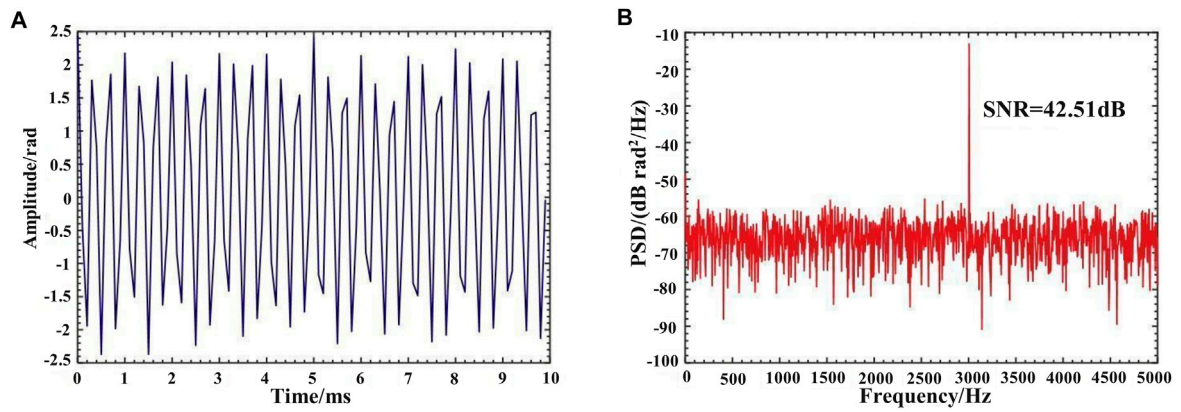 A
2.5
2
1.5
1
0.5
0
-0.5
-1
-1.5
-2
-2.5
Amplitude/rad
0 1 2 3 4 5 6 7 8 9 10
Time/ms
B
-10
-20
-30
-40
-50
-60
-70
-80
-90
-100
PSD/(dB rad²/Hz)
SNR=42.51dB
0 500 1000 1500 2000 2500 3000 3500 4000 4500 5000
Frequency/Hz